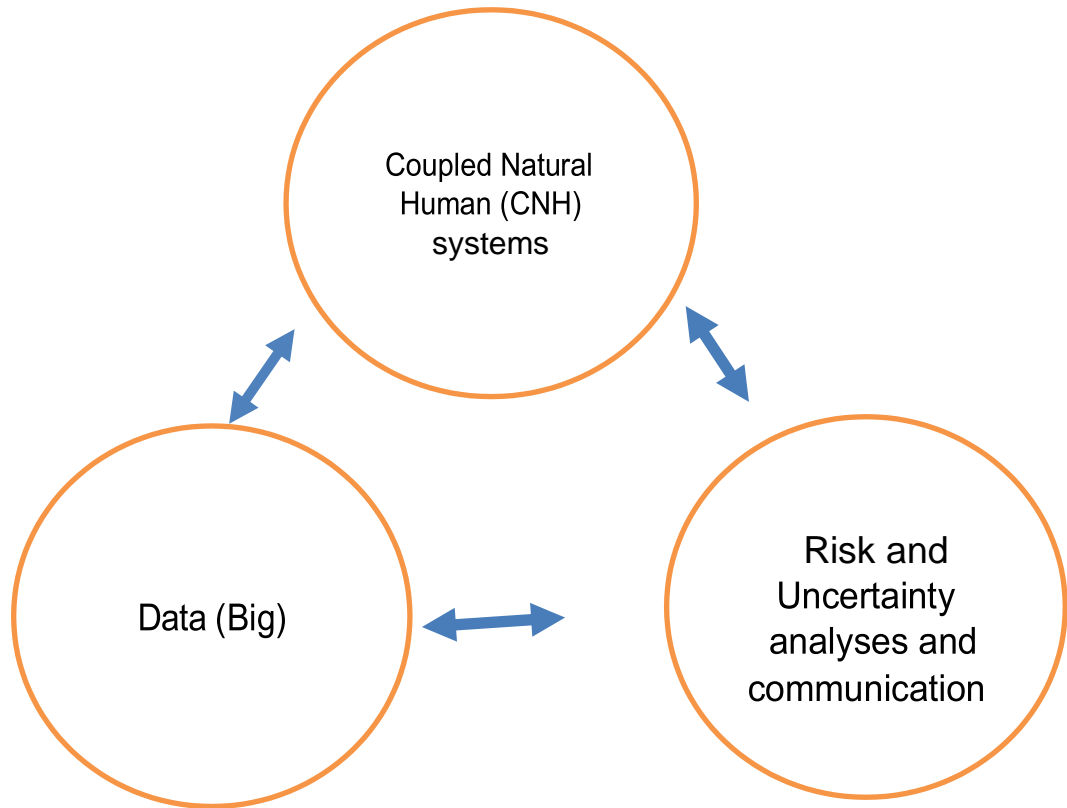 Coupled Natural
Human (CNH)
systems
Data (Big)
Risk and
Uncertainty
analyses and
communication